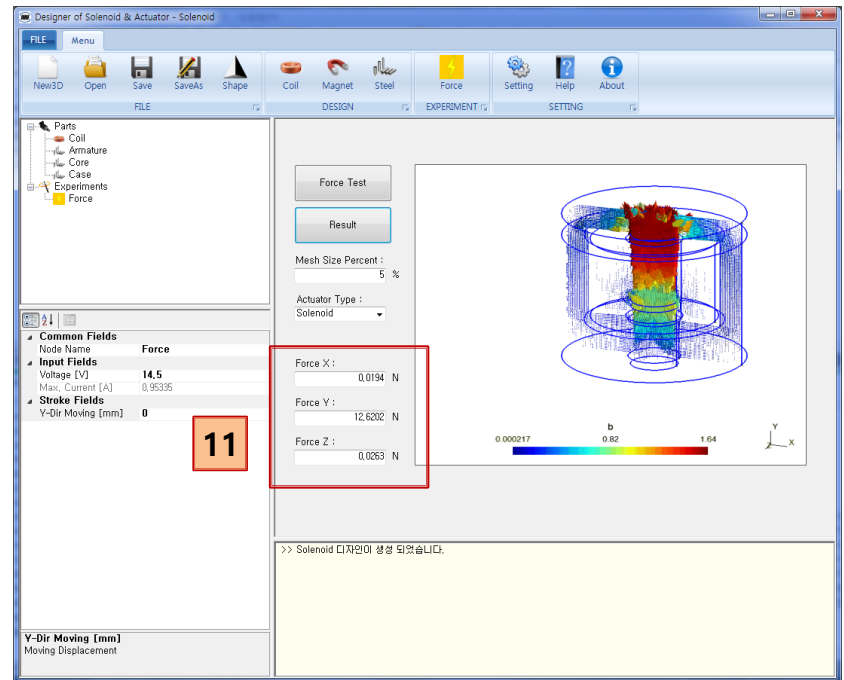 Designer of Solenoid & Actuator - Solenoid
FILE Menu
New3D Open Save SaveAs Shape Coil Magnet Steel Force Setting Help About
FILE DESIGN EXPERIMENT SETTING
Parts
Coil
Armature
Core
Case
Experiments
Force
Common Fields
Node Name Force
Input Fields
Voltage [V] 14,5
Max, Current [A] 0,95335
Stroke Fields
Y-Dir Moving [mm] 0
Y-Dir Moving [mm]
Moving Displacement
11
Force Test
Result
Mesh Size Percent :
5 %
Actuator Type :
Solenoid
Force X :
0,0194 N
Force Y :
12,6202 N
Force Z :
0,0263 N
b
0.000217 0.82 1.64
Y
Z X
>> Solenoid 디자인이 생성 되었습니다,